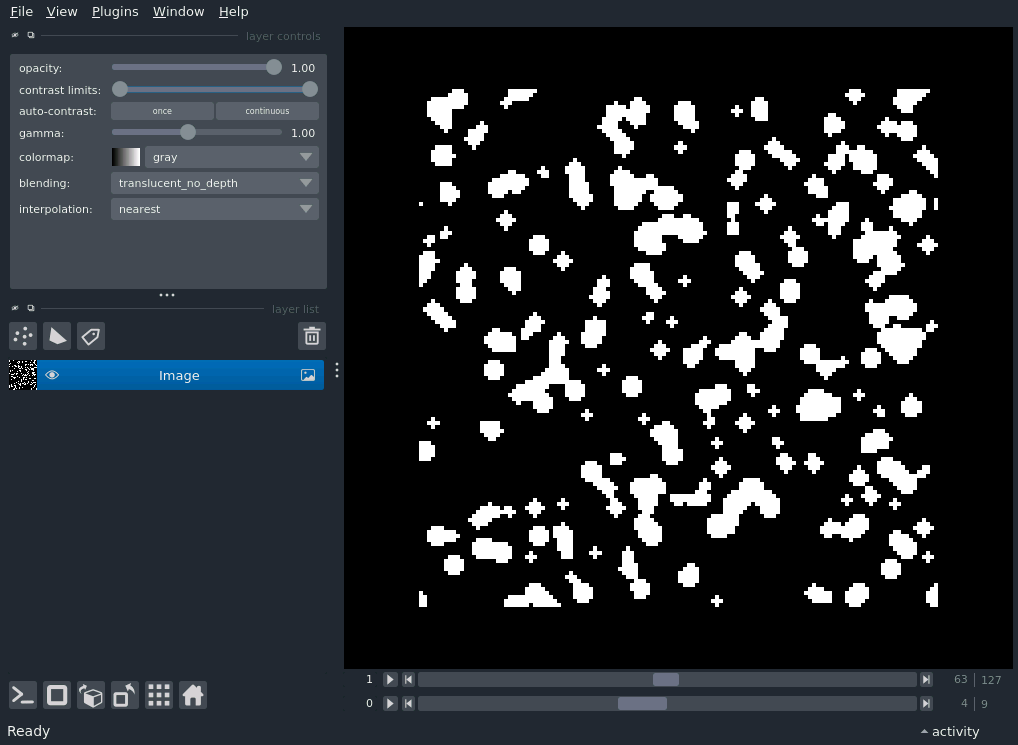 File View Plugins Window Help
layer controls
opacity: 1.00
contrast limits:
auto-contrast: once continuous
gamma: 1.00
colormap: gray
blending: translucent_no_depth
interpolation: nearest
layer list
Image
1 63 127
0 4 9
Ready activity